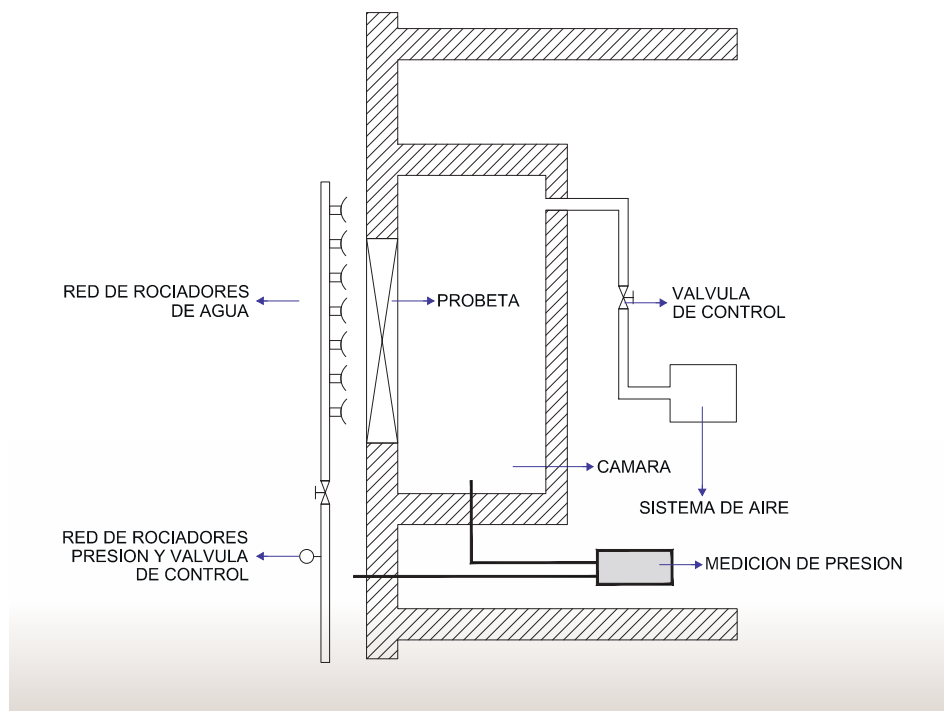 RED DE ROCIADORES
DE AGUA
PROBETA
VALVULA
DE CONTROL
CAMARA
SISTEMA DE AIRE
RED DE ROCIADORES
PRESION Y VALVULA
DE CONTROL
MEDICION DE PRESION